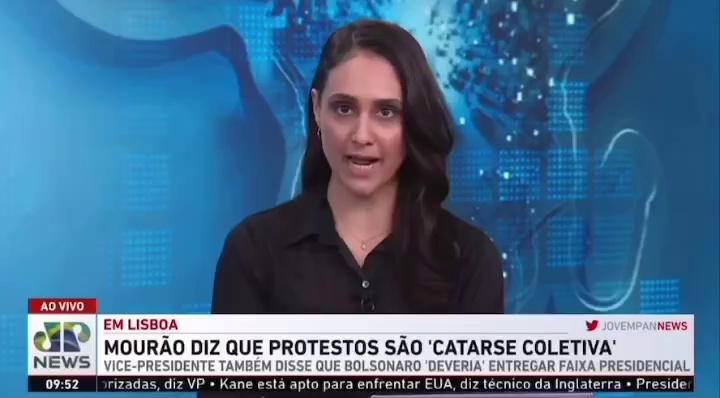 AO VIVO
EM LISBOA
JOVEMPANNEWS
JP
NEWS
MOURÃO DIZ QUE PROTESTOS SÃO 'CATARSE COLETIVA'
VICE-PRESIDENTE TAMBÉM DISSE QUE BOLSONARO 'DEVERIA' ENTREGAR FAIXA PRESIDENCIAL
09:52 orizadas, diz VP • Kane está apto para enfrentar EUA, diz técnico da Inglaterra • Presider